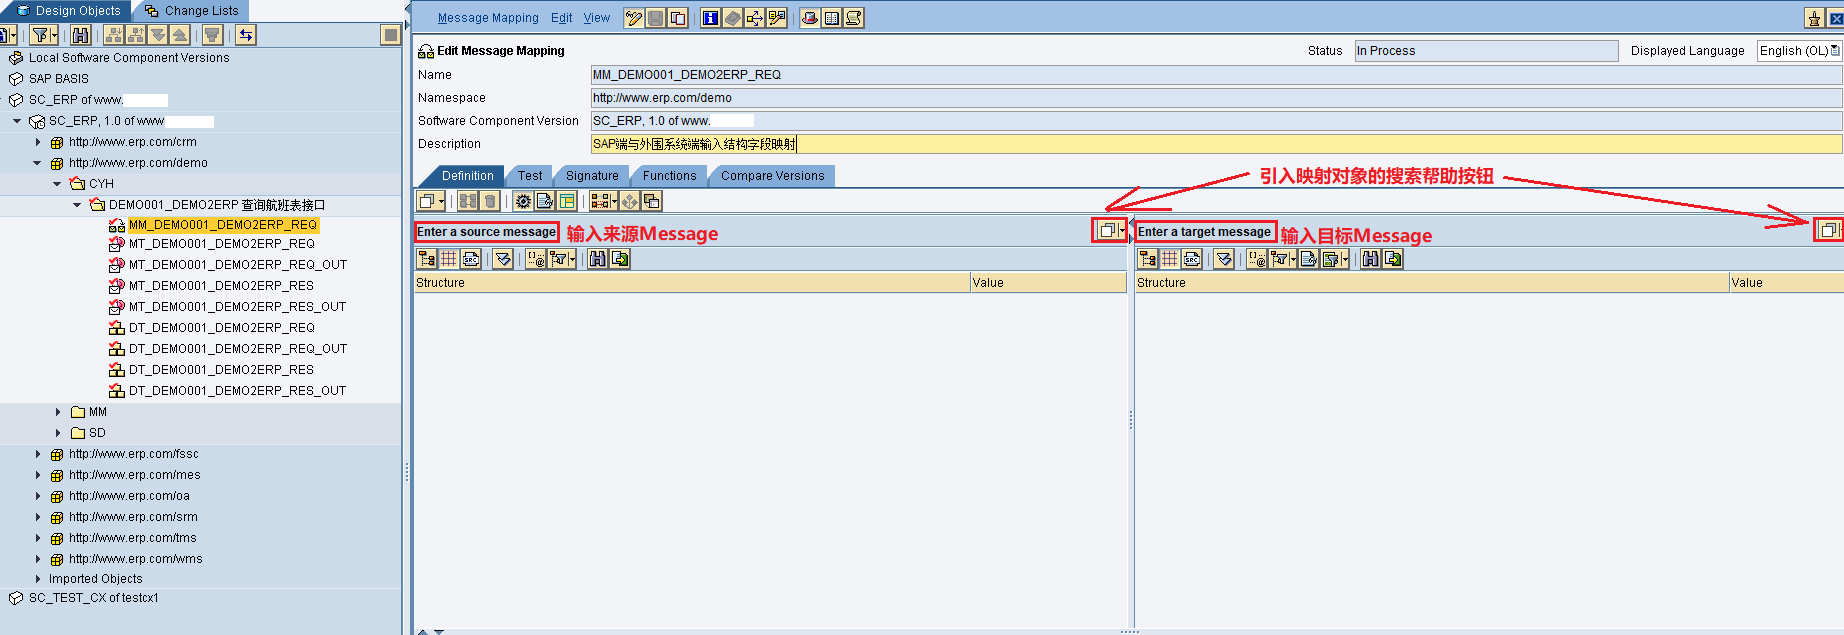 Design Objects
Change Lists
Local Software Component Versions
SAP BASIS
SC_ERP of www.
SC_ERP, 1.0 of www
http://www.erp.com/crm
http://www.erp.com/demo
CYH
DEMO001_DEMO2ERP 查询航班表接口
MM_DEMO001_DEMO2ERP_REQ
MT_DEMO001_DEMO2ERP_REQ
MT_DEMO001_DEMO2ERP_REQ_OUT
MT_DEMO001_DEMO2ERP_RES
MT_DEMO001_DEMO2ERP_RES_OUT
DT_DEMO001_DEMO2ERP_REQ
DT_DEMO001_DEMO2ERP_REQ_OUT
DT_DEMO001_DEMO2ERP_RES
DT_DEMO001_DEMO2ERP_RES_OUT
MM
SD
http://www.erp.com/fssc
http://www.erp.com/mes
http://www.erp.com/oa
http://www.erp.com/srm
http://www.erp.com/tms
http://www.erp.com/wms
Imported Objects
SC_TEST_CX of testcx1
Message Mapping Edit View
Edit Message Mapping
Status In Process
Displayed Language English (OL)
Name MM_DEMO001_DEMO2ERP_REQ
Namespace http://www.erp.com/demo
Software Component Version SC_ERP, 1.0 of www.
Description SAP端与外围系统端输入结构字段映射
Definition Test Signature Functions Compare Versions
引入映射对象的搜索帮助按钮
Enter a source message 输入来源Message
Enter a target message 输入目标Message
Structure Value
Structure Value